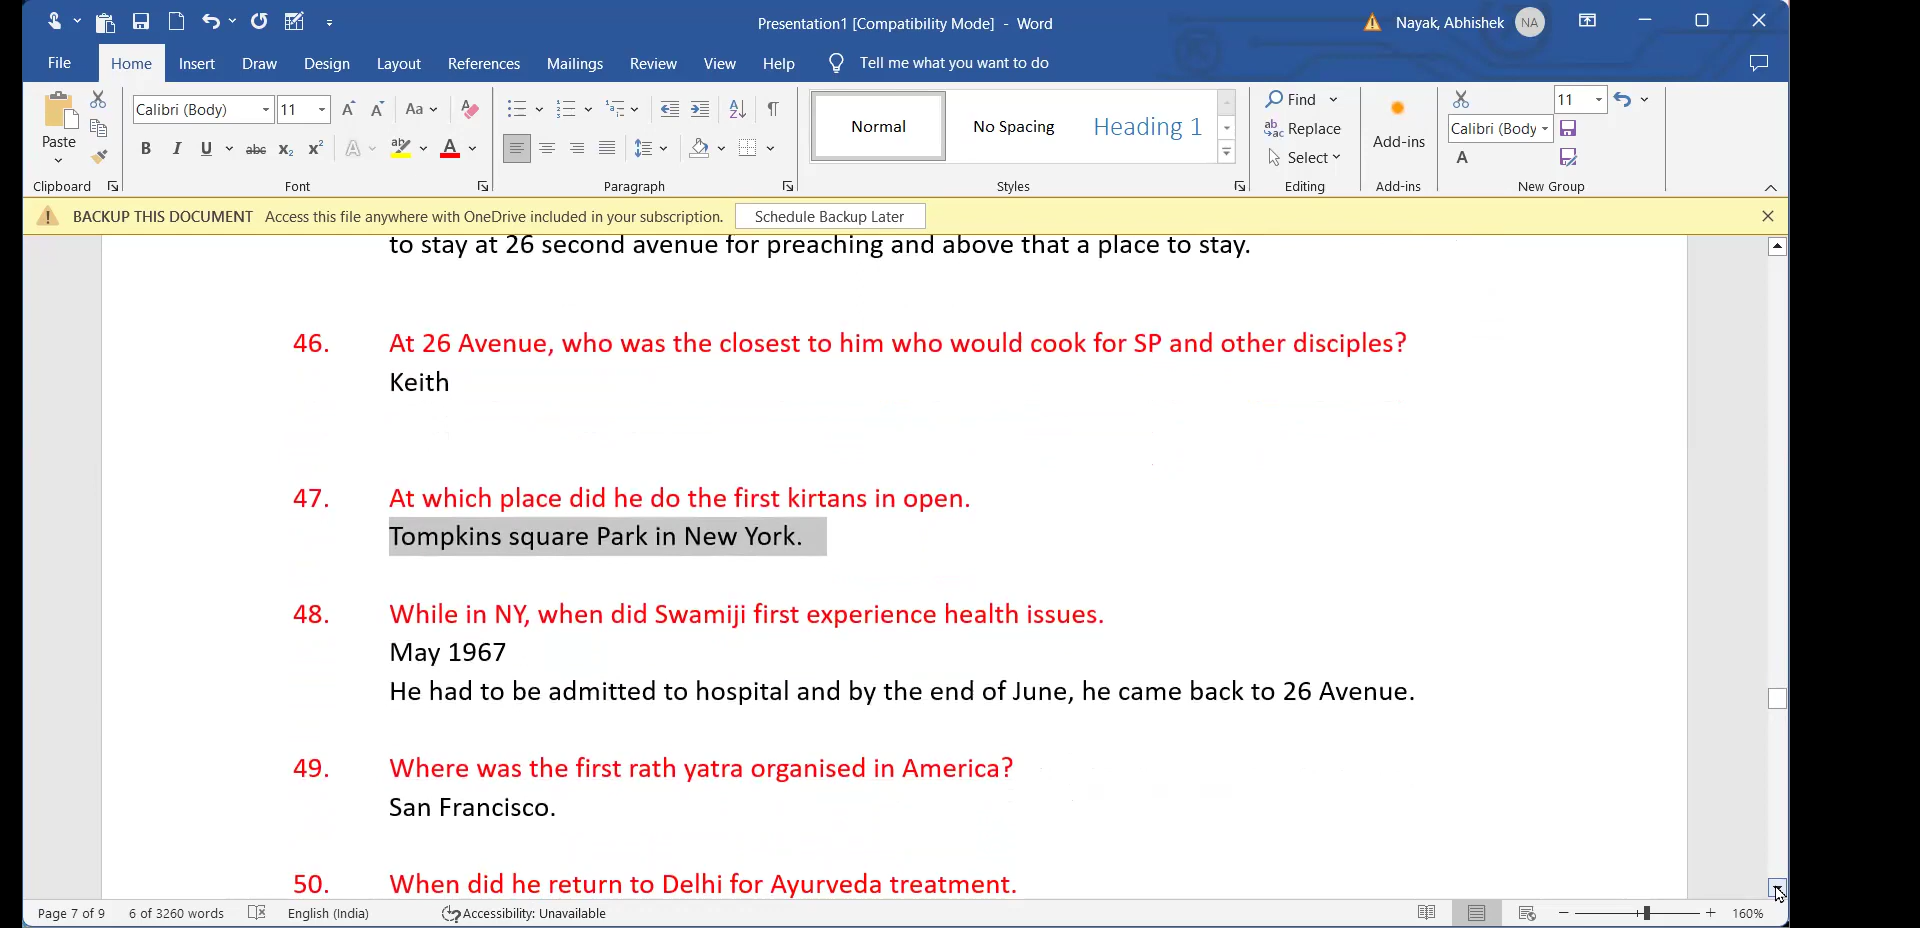 Presentation1 [Compatibility Mode] - Word
Nayak, Abhishek NA
File Home Insert Draw Design Layout References Mailings Review View Help Tell me what you want to do
Paste
Clipboard
Calibri (Body) 11 Aa
B I U abc x₂ x² A ab A
Font
Paragraph
Normal No Spacing Heading 1
Styles
Find
Replace
Select
Editing
Add-ins
Add-ins
11
Calibri (Body
A
New Group
BACKUP THIS DOCUMENT Access this file anywhere with OneDrive included in your subscription. Schedule Backup Later
to stay at 26 second avenue for preaching and above that a place to stay.
46. At 26 Avenue, who was the closest to him who would cook for SP and other disciples?
Keith
47. At which place did he do the first kirtans in open.
Tompkins square Park in New York.
48. While in NY, when did Swamiji first experience health issues.
May 1967
He had to be admitted to hospital and by the end of June, he came back to 26 Avenue.
49. Where was the first rath yatra organised in America?
San Francisco.
50. When did he return to Delhi for Ayurveda treatment.
Page 7 of 9 6 of 3260 words English (India) Accessibility: Unavailable 160%